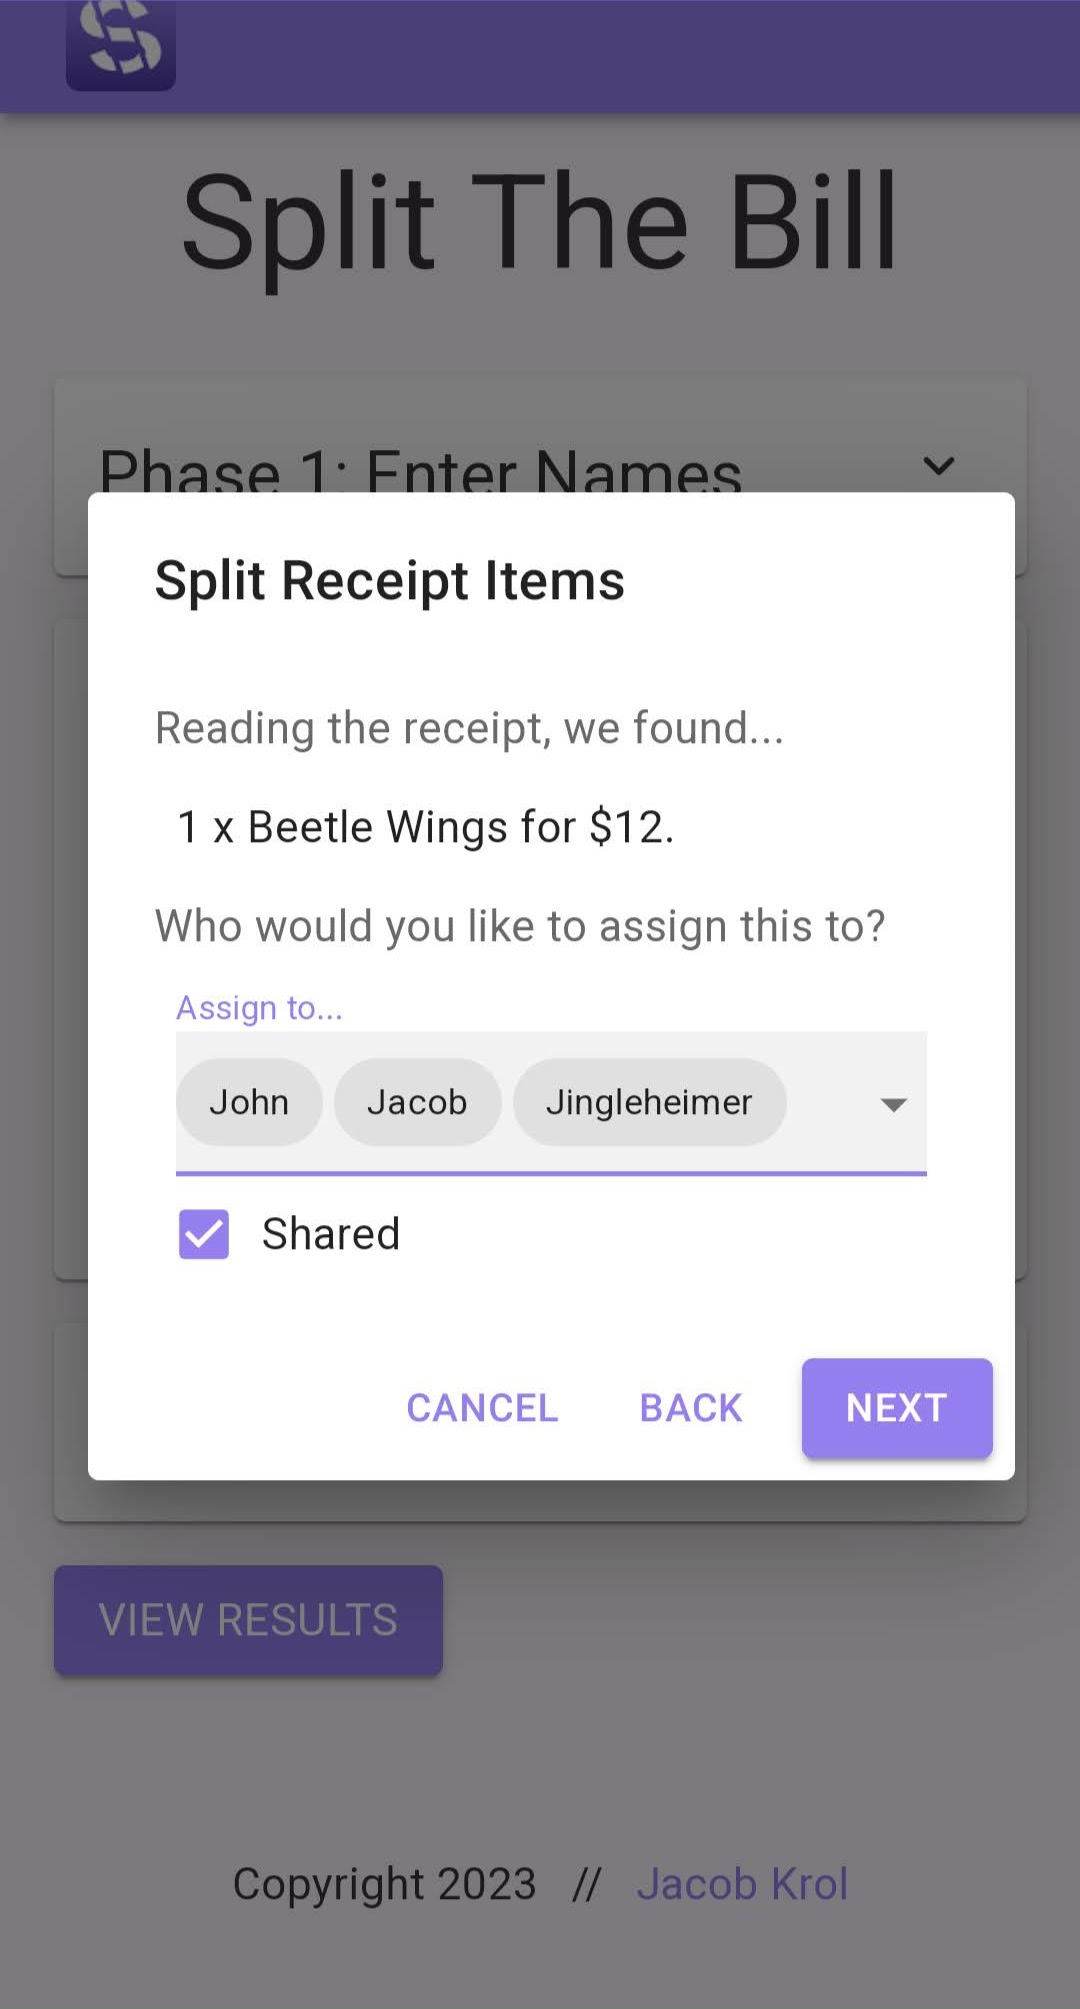 Split The Bill
Phase 1: Enter Names
Split Receipt Items
Reading the receipt, we found...
1 x Beetle Wings for $12.
Who would you like to assign this to?
Assign to...
John Jacob Jingleheimer
Shared
CANCEL BACK NEXT
VIEW RESULTS
Copyright 2023 // Jacob Krol